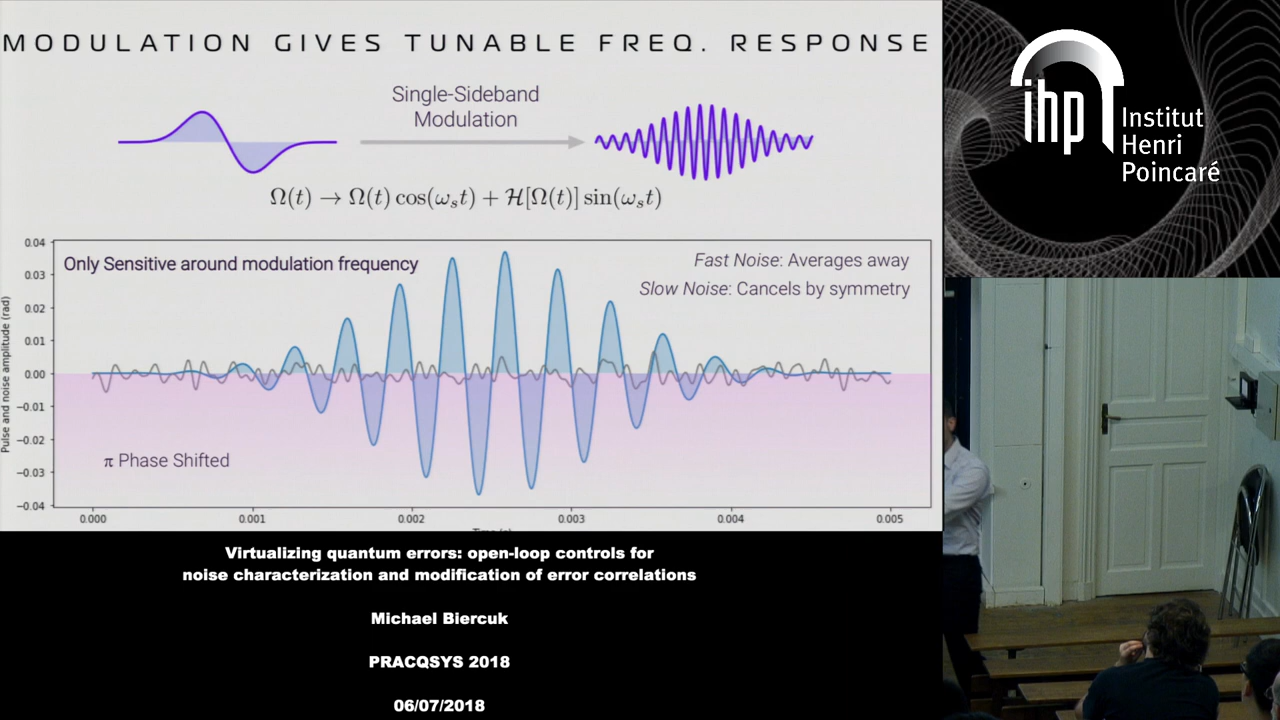 MODULATION GIVES TUNABLE FREQ. RESPONSE
Single-Sideband
Modulation
Ω(t) → Ω(t) cos(ω_s t) + ℋ[Ω(t)] sin(ω_s t)
Only Sensitive around modulation frequency
Fast Noise: Averages away
Slow Noise: Cancels by symmetry
π Phase Shifted
Pulse and noise amplitude (rad)
0.04
0.03
0.02
0.01
0.00
−0.01
−0.02
−0.03
−0.04
0.000 0.001 0.002 0.003 0.004 0.005
Virtualizing quantum errors: open-loop controls for
noise characterization and modification of error correlations
Michael Biercuk
PRACQSYS 2018
06/07/2018
ihp
Institut
Henri
Poincaré